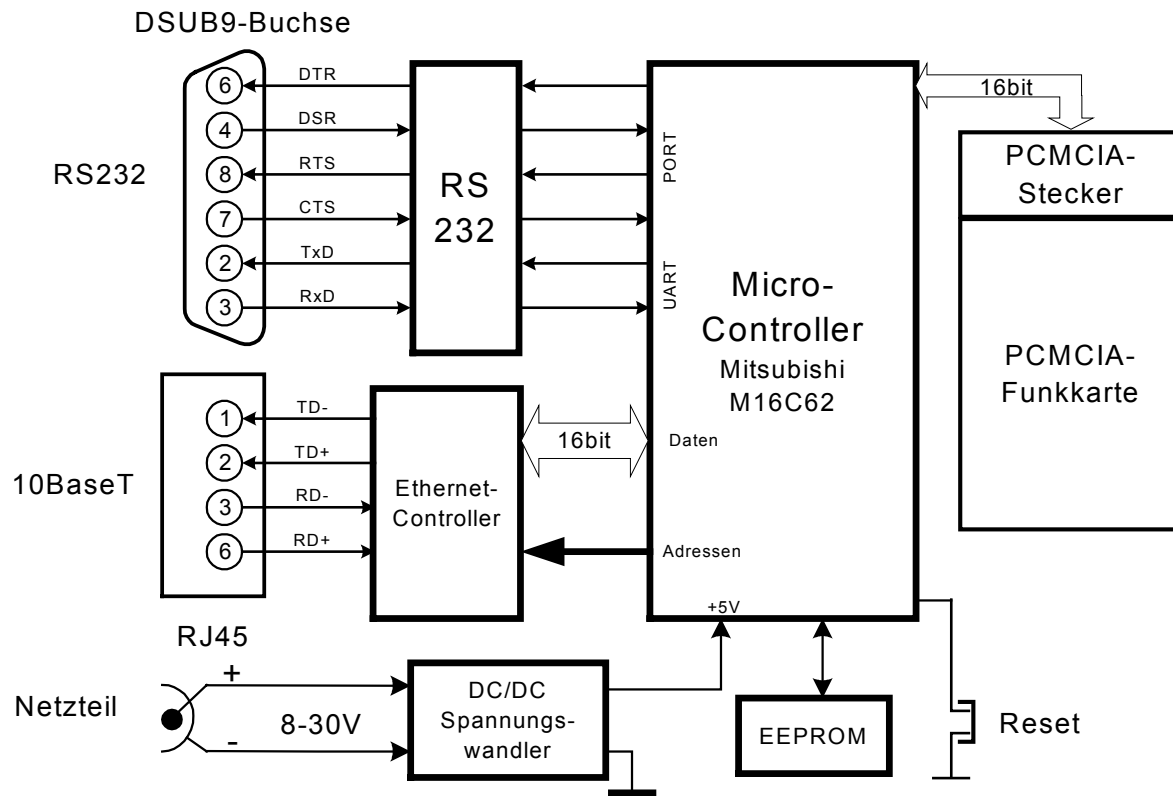 DSUB9-Buchse
RS232
6
DTR
4
DSR
8
RTS
7
CTS
2
TxD
3
RxD
RS
232
PORT
UART
Micro-
Controller
Mitsubishi
M16C62
Daten
Adressen
+5V
16bit
PCMCIA-
Stecker
PCMCIA-
Funkkarte
10BaseT
1
TD-
2
TD+
3
RD-
6
RD+
Ethernet-
Controller
16bit
RJ45
Netzteil
+
8-30V
-
DC/DC
Spannungs-
wandler
EEPROM
Reset